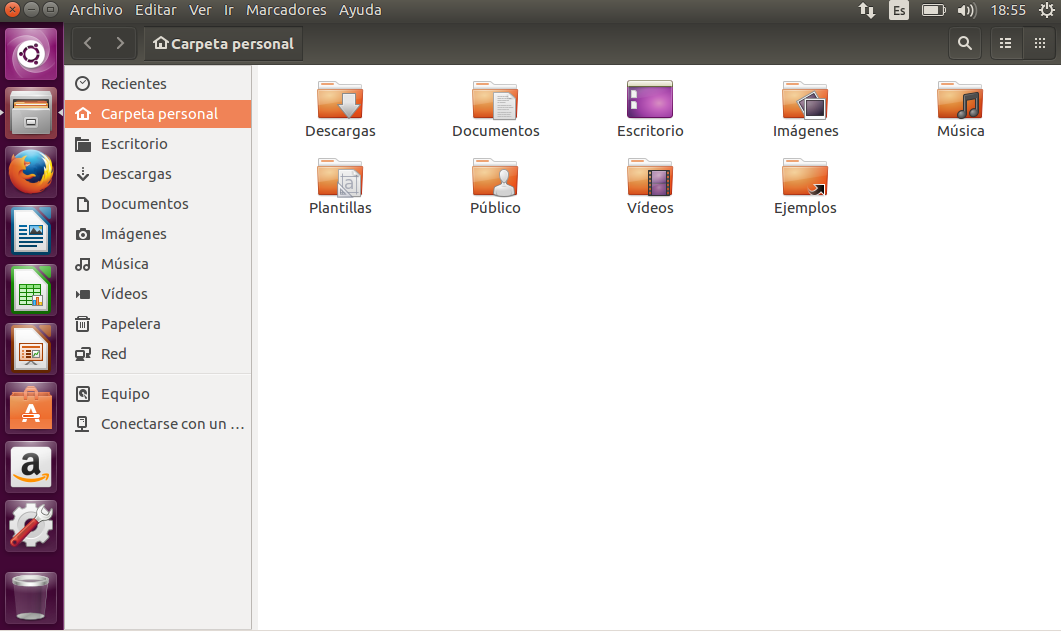 Archivo Editar Ver Ir Marcadores Ayuda
Es
18:55
Carpeta personal
Recientes
Carpeta personal
Escritorio
Descargas
Documentos
Imágenes
Música
Vídeos
Papelera
Red
Equipo
Conectarse con un ...
Descargas
Documentos
Escritorio
Imágenes
Música
Plantillas
Público
Vídeos
Ejemplos